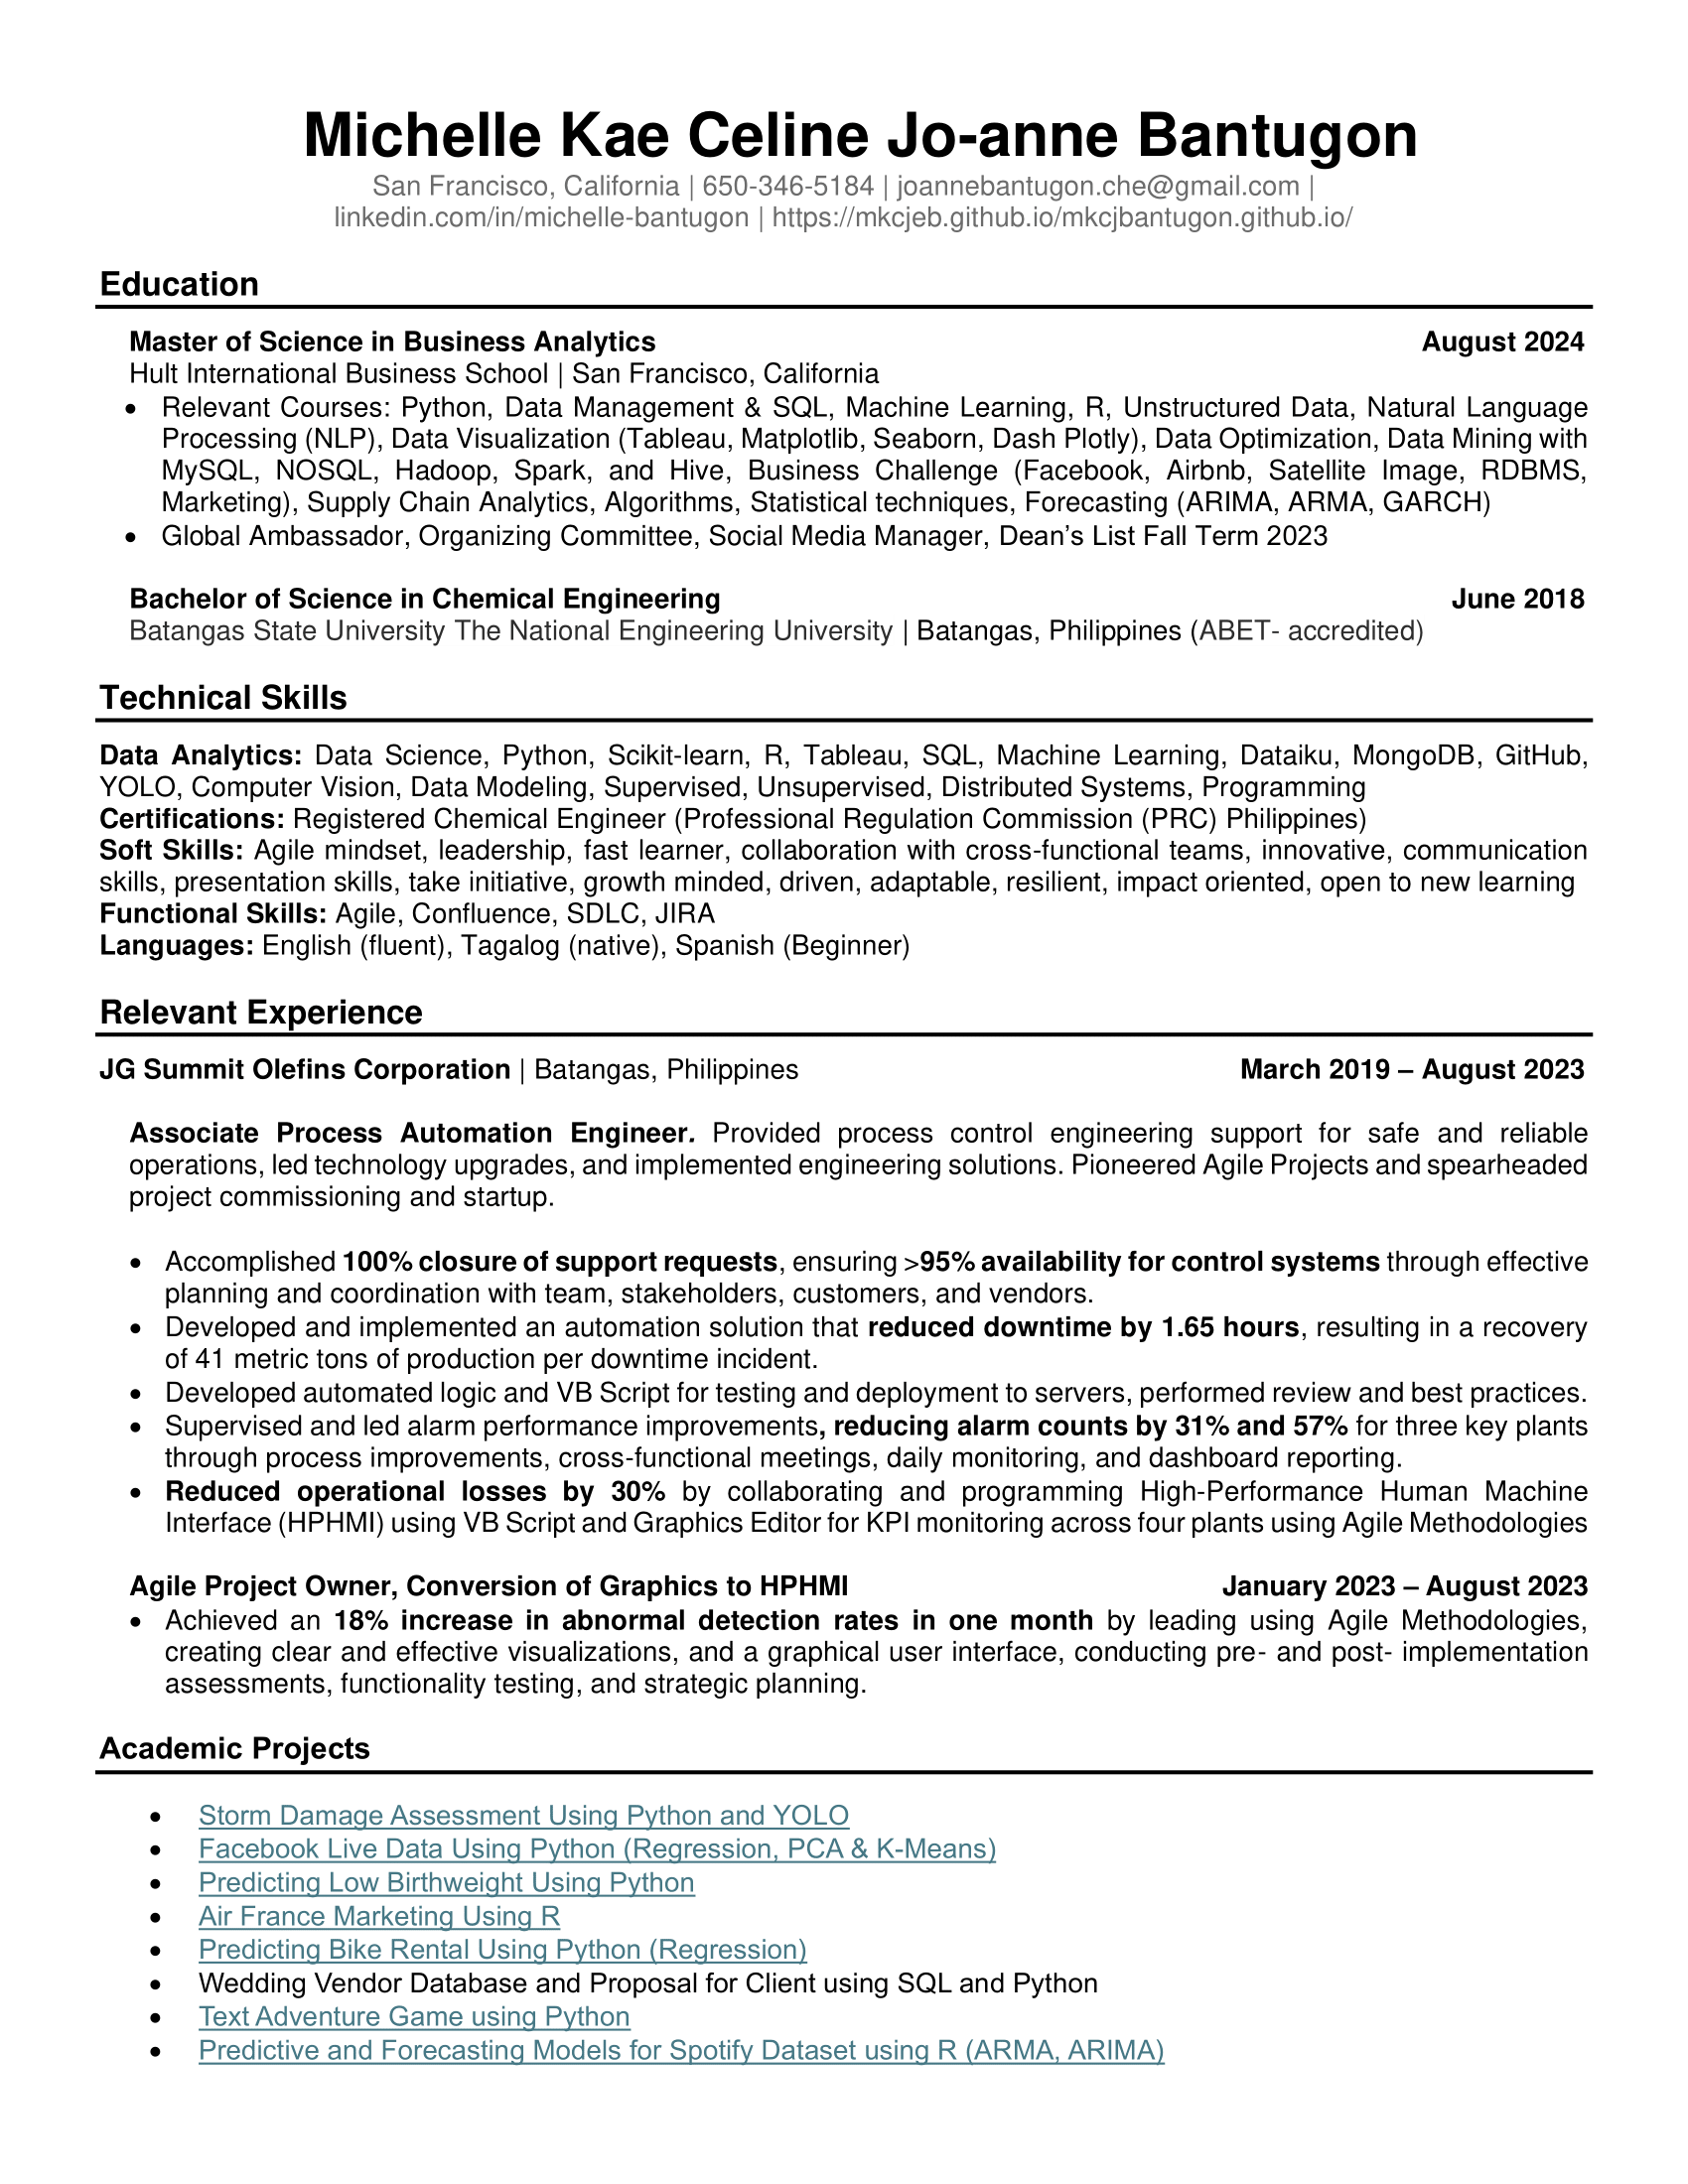 Michelle Kae Celine Jo-anne Bantugon
San Francisco, California | 650-346-5184 | joannebantugon.che@gmail.com |
linkedin.com/in/michelle-bantugon | https://mkcjeb.github.io/mkcjbantugon.github.io/
Education
Master of Science in Business Analytics August 2024
Hult International Business School | San Francisco, California
• Relevant Courses: Python, Data Management & SQL, Machine Learning, R, Unstructured Data, Natural Language
Processing (NLP), Data Visualization (Tableau, Matplotlib, Seaborn, Dash Plotly), Data Optimization, Data Mining with
MySQL, NOSQL, Hadoop, Spark, and Hive, Business Challenge (Facebook, Airbnb, Satellite Image, RDBMS,
Marketing), Supply Chain Analytics, Algorithms, Statistical techniques, Forecasting (ARIMA, ARMA, GARCH)
• Global Ambassador, Organizing Committee, Social Media Manager, Dean’s List Fall Term 2023
Bachelor of Science in Chemical Engineering June 2018
Batangas State University The National Engineering University | Batangas, Philippines (ABET- accredited)
Technical Skills
Data Analytics: Data Science, Python, Scikit-learn, R, Tableau, SQL, Machine Learning, Dataiku, MongoDB, GitHub,
YOLO, Computer Vision, Data Modeling, Supervised, Unsupervised, Distributed Systems, Programming
Certifications: Registered Chemical Engineer (Professional Regulation Commission (PRC) Philippines)
Soft Skills: Agile mindset, leadership, fast learner, collaboration with cross-functional teams, innovative, communication
skills, presentation skills, take initiative, growth minded, driven, adaptable, resilient, impact oriented, open to new learning
Functional Skills: Agile, Confluence, SDLC, JIRA
Languages: English (fluent), Tagalog (native), Spanish (Beginner)
Relevant Experience
JG Summit Olefins Corporation | Batangas, Philippines March 2019 – August 2023
Associate Process Automation Engineer. Provided process control engineering support for safe and reliable
operations, led technology upgrades, and implemented engineering solutions. Pioneered Agile Projects and spearheaded
project commissioning and startup.
• Accomplished 100% closure of support requests, ensuring >95% availability for control systems through effective
planning and coordination with team, stakeholders, customers, and vendors.
• Developed and implemented an automation solution that reduced downtime by 1.65 hours, resulting in a recovery
of 41 metric tons of production per downtime incident.
• Developed automated logic and VB Script for testing and deployment to servers, performed review and best practices.
• Supervised and led alarm performance improvements, reducing alarm counts by 31% and 57% for three key plants
through process improvements, cross-functional meetings, daily monitoring, and dashboard reporting.
• Reduced operational losses by 30% by collaborating and programming High-Performance Human Machine
Interface (HPHMI) using VB Script and Graphics Editor for KPI monitoring across four plants using Agile Methodologies
Agile Project Owner, Conversion of Graphics to HPHMI January 2023 – August 2023
• Achieved an 18% increase in abnormal detection rates in one month by leading using Agile Methodologies,
creating clear and effective visualizations, and a graphical user interface, conducting pre- and post- implementation
assessments, functionality testing, and strategic planning.
Academic Projects
• Storm Damage Assessment Using Python and YOLO
• Facebook Live Data Using Python (Regression, PCA & K-Means)
• Predicting Low Birthweight Using Python
• Air France Marketing Using R
• Predicting Bike Rental Using Python (Regression)
• Wedding Vendor Database and Proposal for Client using SQL and Python
• Text Adventure Game using Python
• Predictive and Forecasting Models for Spotify Dataset using R (ARMA, ARIMA)